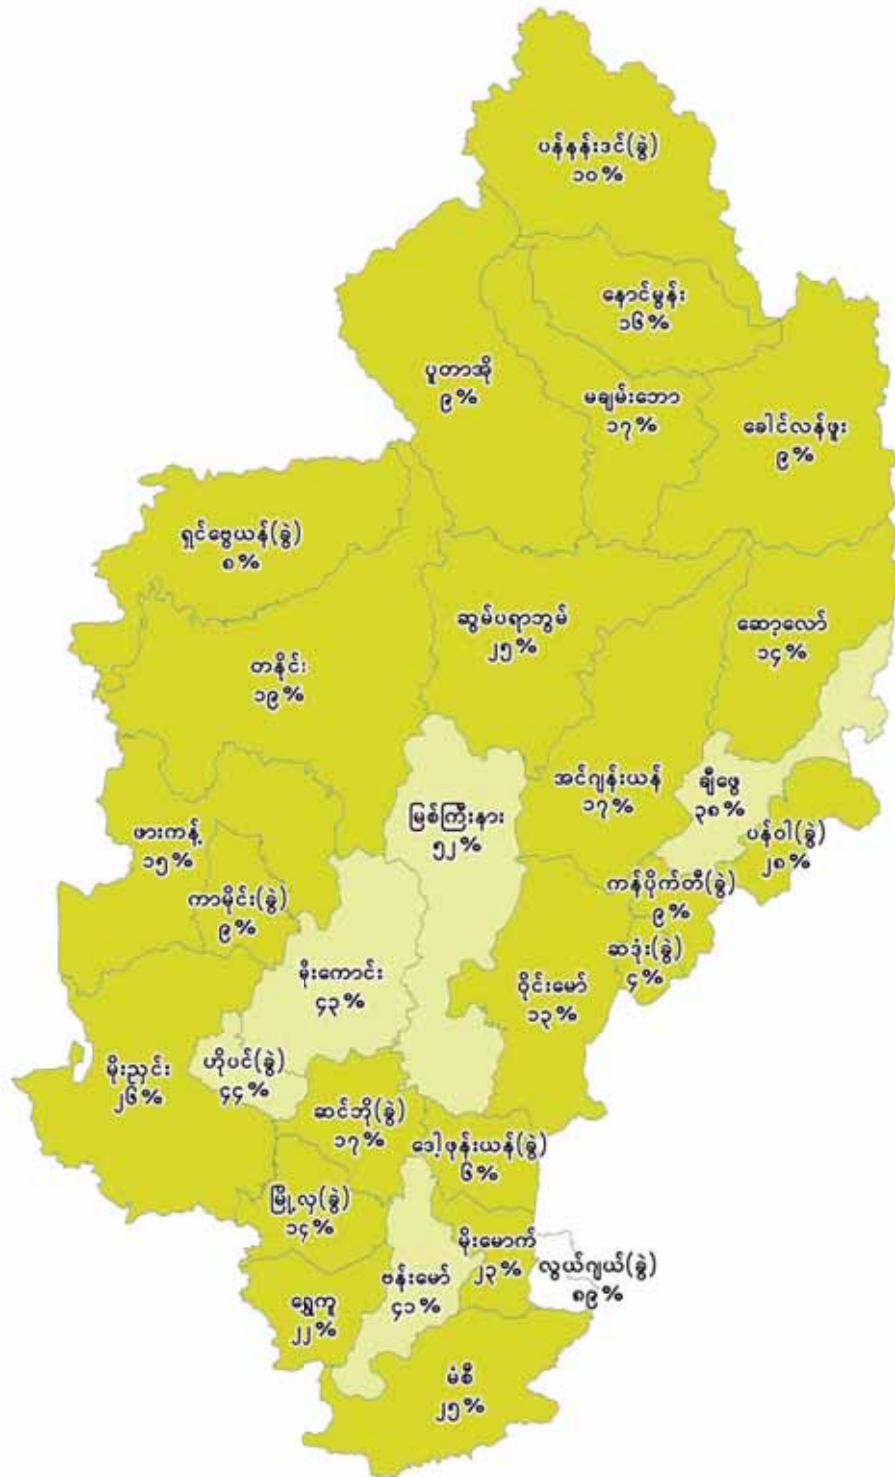 ပန်နန်းဒင်(ခွဲ)
၁၀%
နောင်မွန်း
၁၆%
ပူတာအို
၉%
မချမ်းဘော
၁၇%
ခေါင်လန်ဖူး
၉%
ရှင်ဗွေယန်(ခွဲ)
၈%
ဆွမ်ပရာဘွမ်
၂၅%
ဆော့လော်
၁၄%
တနိုင်း
၁၉%
အင်ဂျန်းယန်
၁၇%
ချီဖွေ
၃၈%
မြစ်ကြီးနား
၅၂%
ဖားကန့်
၁၅%
ပန်ဝါ(ခွဲ)
၂၈%
ကန်ပိုက်တီ(ခွဲ)
၉%
ကာမိုင်း(ခွဲ)
၉%
ဆဒုံး(ခွဲ)
၄%
မိုးကောင်း
၄၃%
ဝိုင်းမော်
၁၃%
ဟိုပင်(ခွဲ)
၄၄%
မိုးညှင်း
၂၆%
ဆင်ဘို(ခွဲ)
၁၇%
ဒေါ့ဖုန်းယန်(ခွဲ)
၆%
မြို့လှ(ခွဲ)
၁၄%
မိုးမောက်
၂၃%
လွယ်ဂျယ်(ခွဲ)
၈၉%
ဗန်းမော်
၄၁%
ရွှေကူ
၂၂%
မံစီ
၂၅%